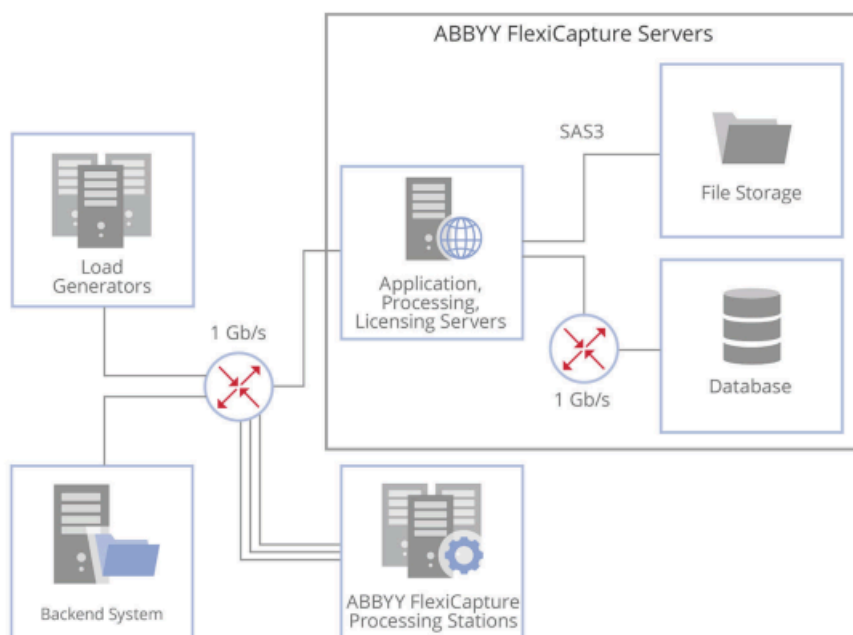 ABBYY FlexiCapture Servers
SAS3
File Storage
Load
Generators
Application,
Processing,
Licensing Servers
1 Gb/s
1 Gb/s
Database
Backend System
ABBYY FlexiCapture
Processing Stations